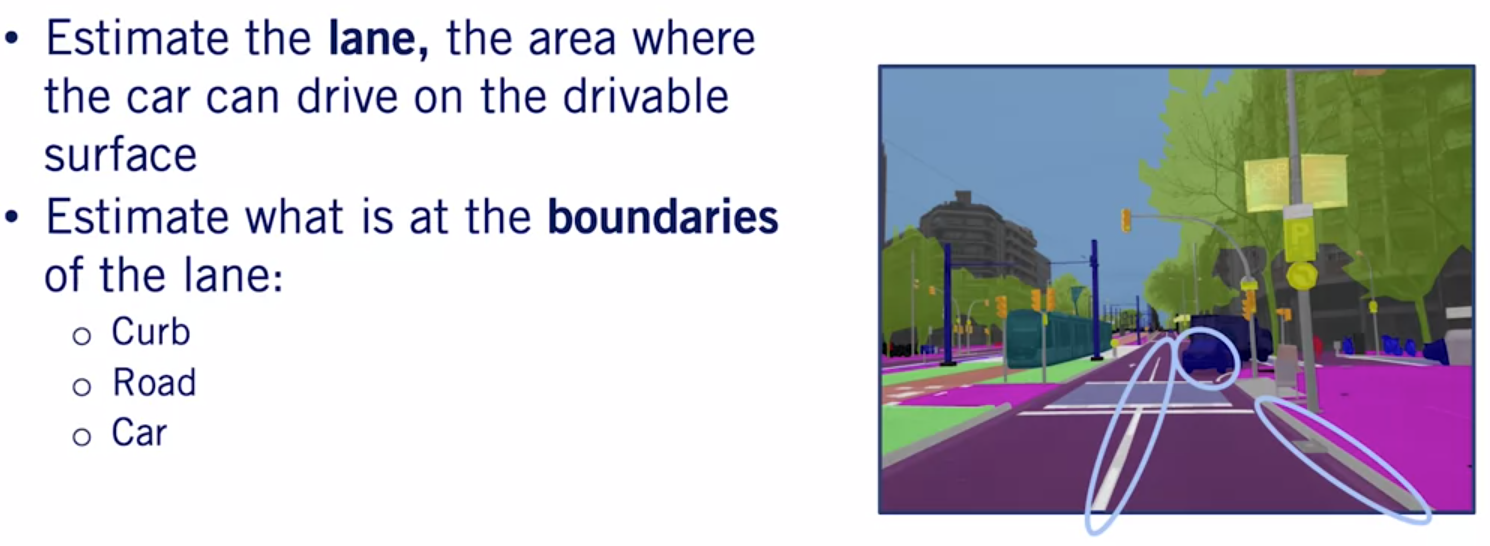 • Estimate the lane, the area where
the car can drive on the drivable
surface
• Estimate what is at the boundaries
of the lane:
o Curb
o Road
o Car
P